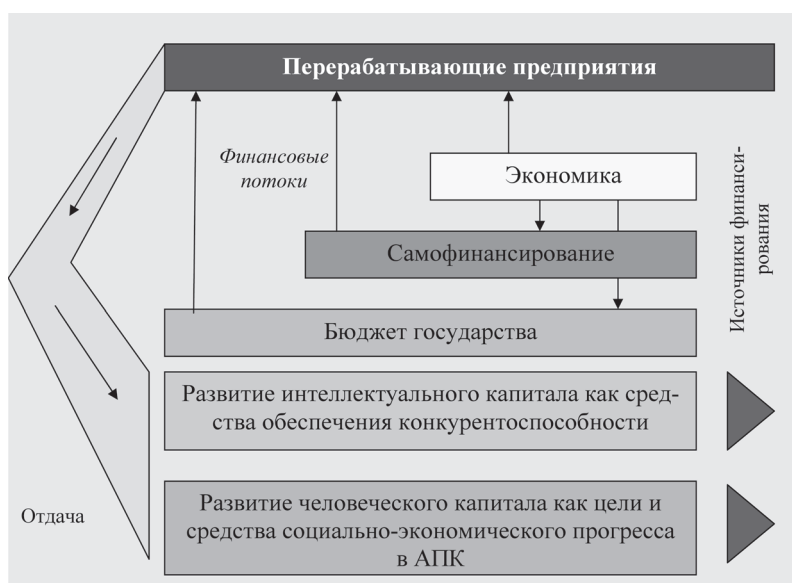 Перерабатывающие предприятия
Финансовые
потоки
Экономика
Самофинансирование
Бюджет государства
Источники финанси-
рования
Развитие интеллектуального капитала как сред-
ства обеспечения конкурентоспособности
Отдача
Развитие человеческого капитала как цели и
средства социально-экономического прогресса
в АПК